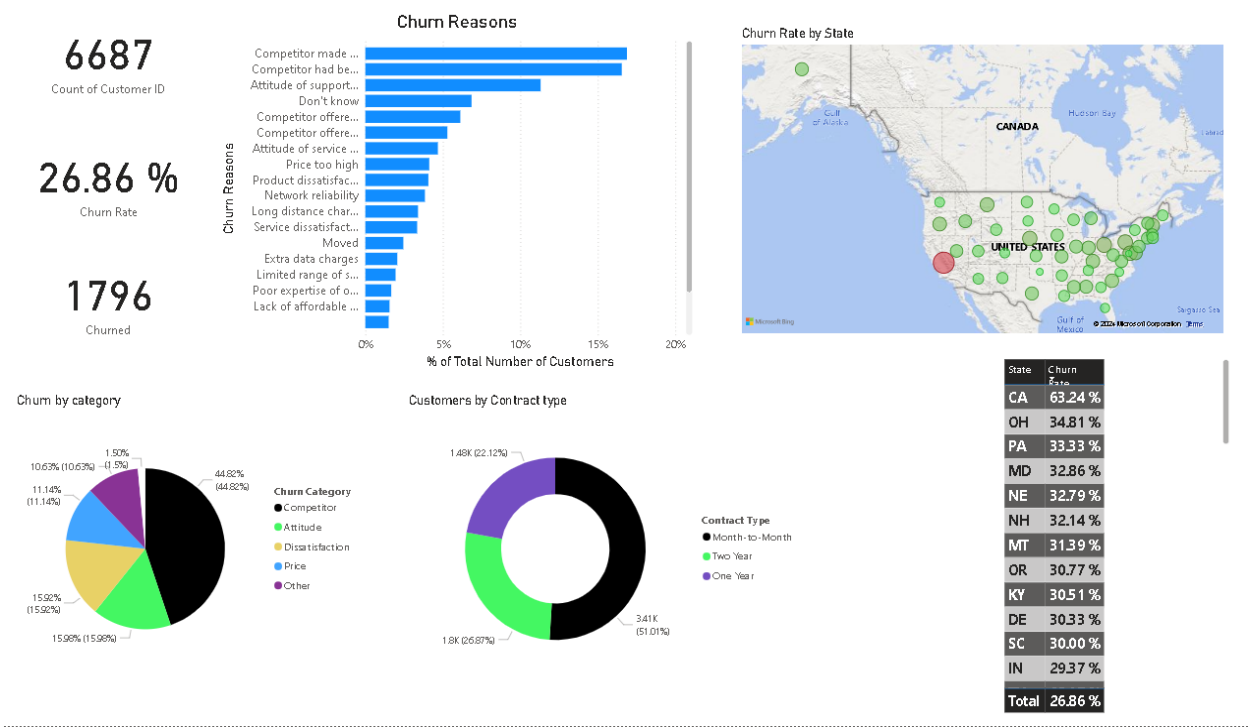 6687
Count of Customer ID
26.86 %
Churn Rate
1796
Churned
Churn Reasons
Churn Reasons
Competitor made ...
Competitor had be...
Attitude of support...
Don't know
Competitor offere...
Competitor offere...
Attitude of service ...
Price too high
Product dissatisfac...
Network reliability
Long distance char...
Service dissatisfact...
Moved
Extra data charges
Limited range of s...
Poor expertise of o...
Lack of affordable ...
0%
5%
10%
15%
20%
% of Total Number of Customers
Churn Rate by State
Gulf
of Alaska
CANADA
Hudson Bay
UNITED STATES
Gulf of
Mexico
Sargasso Sea
Microsoft Bing
Microsoft Corporation
Terms
Churn by category
1.50%
(1.5%)
10.63% (10.63%)
11.14%
(11.14%)
15.92%
(15.92%)
15.98% (15.98%)
44.82%
(44.82%)
Churn Category
Competitor
Attitude
Dissatisfaction
Price
Other
Customers by Contract type
1.48K (22.12%)
1.8K (26.87%)
3.41K
(51.01%)
Contract Type
Month-to-Month
Two Year
One Year
State Churn
Rate
CA 63.24 %
OH 34.81 %
PA 33.33 %
MD 32.86 %
NE 32.79 %
NH 32.14 %
MT 31.39 %
OR 30.77 %
KY 30.51 %
DE 30.33 %
SC 30.00 %
IN 29.37 %
Total 26.86 %